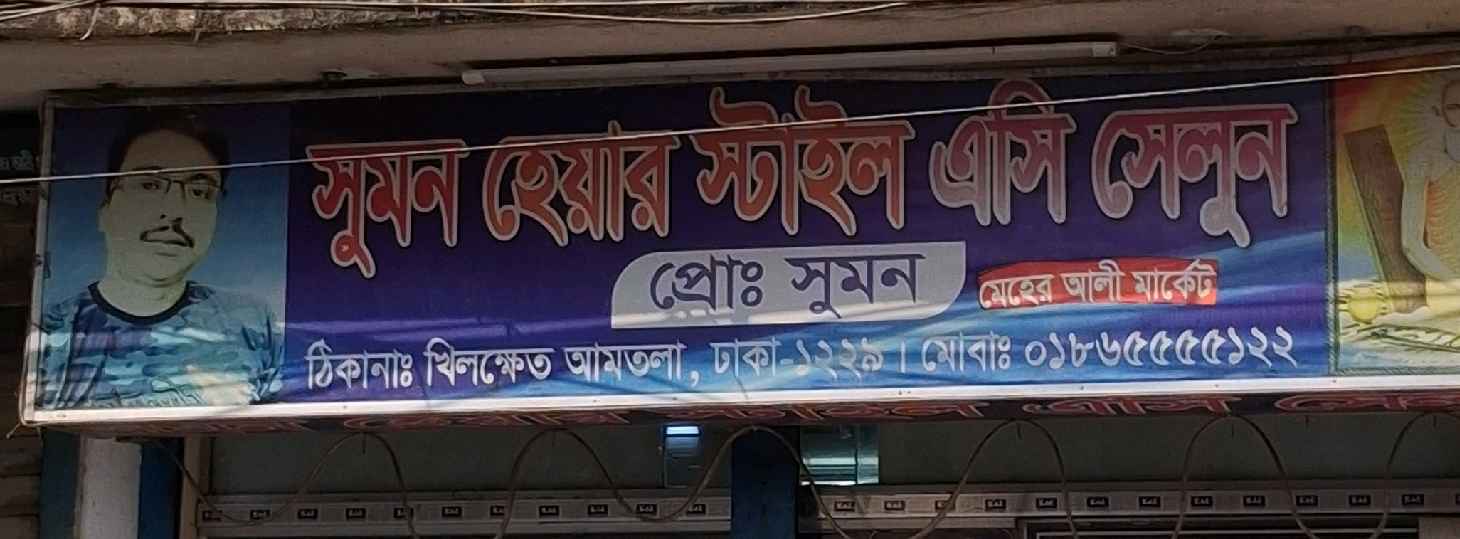 সুমন হেয়ার স্টাইল এসি সেলুন
প্রোঃ সুমন
মেহের আলী মার্কেট
ঠিকানাঃ খিলক্ষেত আমতলা, ঢাকা-১২২৯ । মোবাঃ ০১৮৬৫৫৫৫১২২